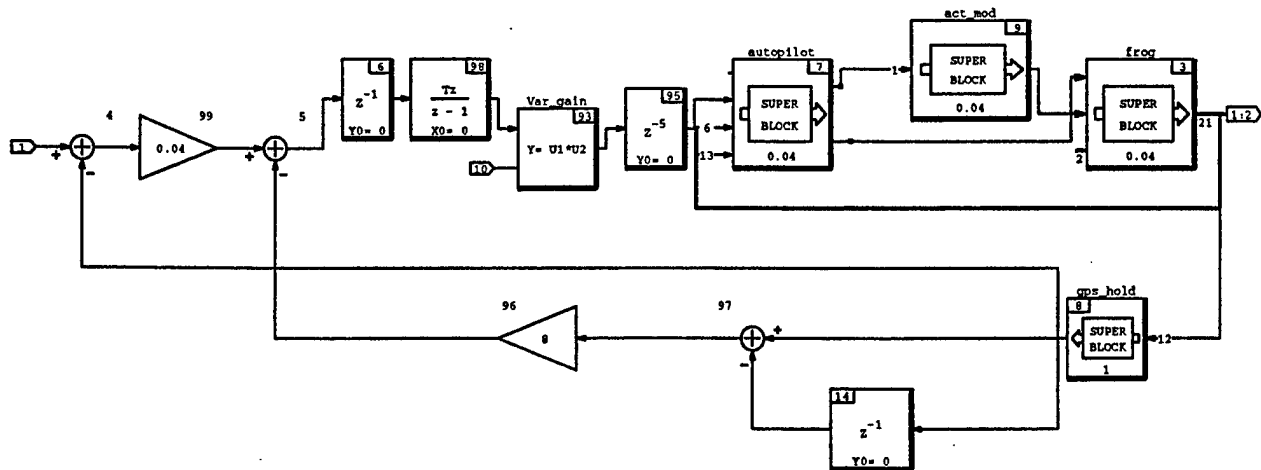 act_mod
9
SUPER
BLOCK
0.04
1
autopilot
7
SUPER
BLOCK
0.04
6
13
frog
3
SUPER
BLOCK
0.04
2
21
1:2
6
z⁻¹
Y0= 0
98
Tz
z - 1
X0= 0
Var_gain
93
Y= U1*U2
10
95
z⁻⁵
Y0= 0
4
99
5
1
+
-
0.04
+
-
gps_hold
8
SUPER
BLOCK
1
12
96
8
97
+
-
14
z⁻¹
Y0= 0